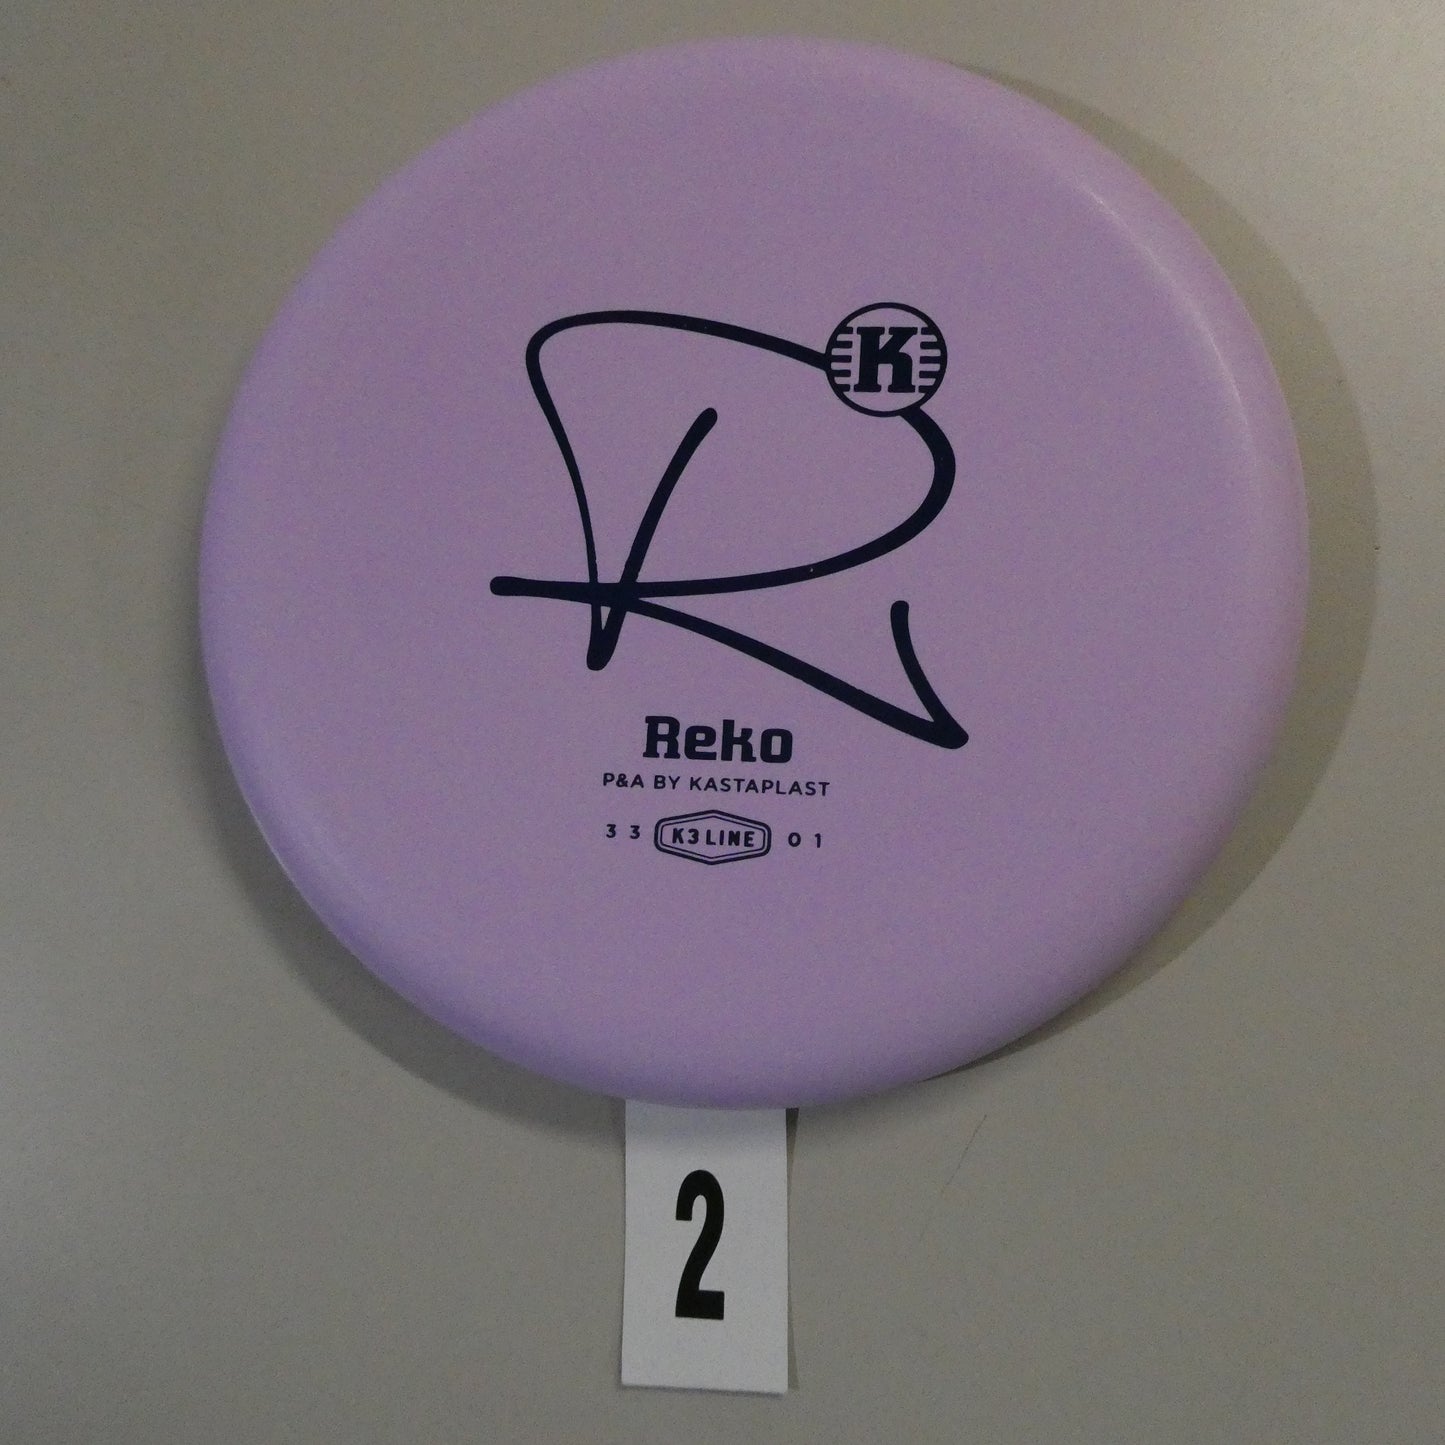 K
R
Reko
P&A BY KASTAPLAST
3 3 K3 LINE 0 1
2